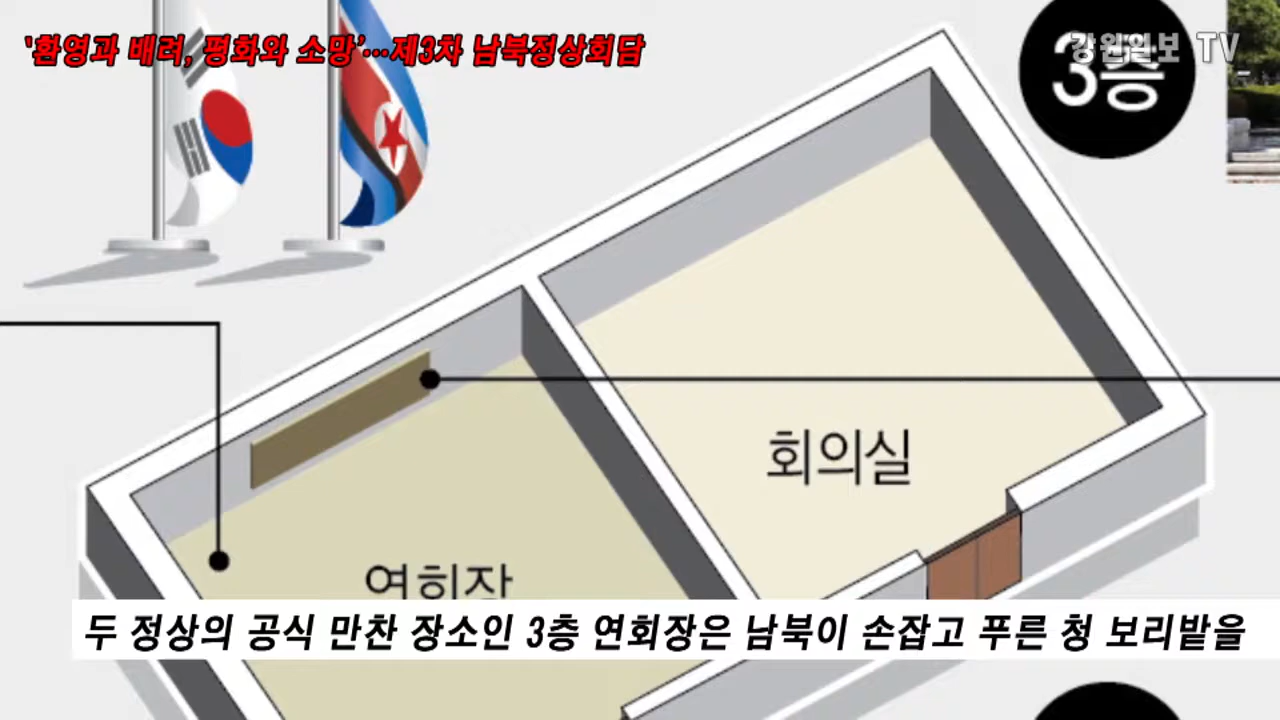 '환영과 배려, 평화와 소망’…제3차 남북정상회담
강원일보 TV
3층
회의실
연회장
두 정상의 공식 만찬 장소인 3층 연회장은 남북이 손잡고 푸른 청 보리밭을